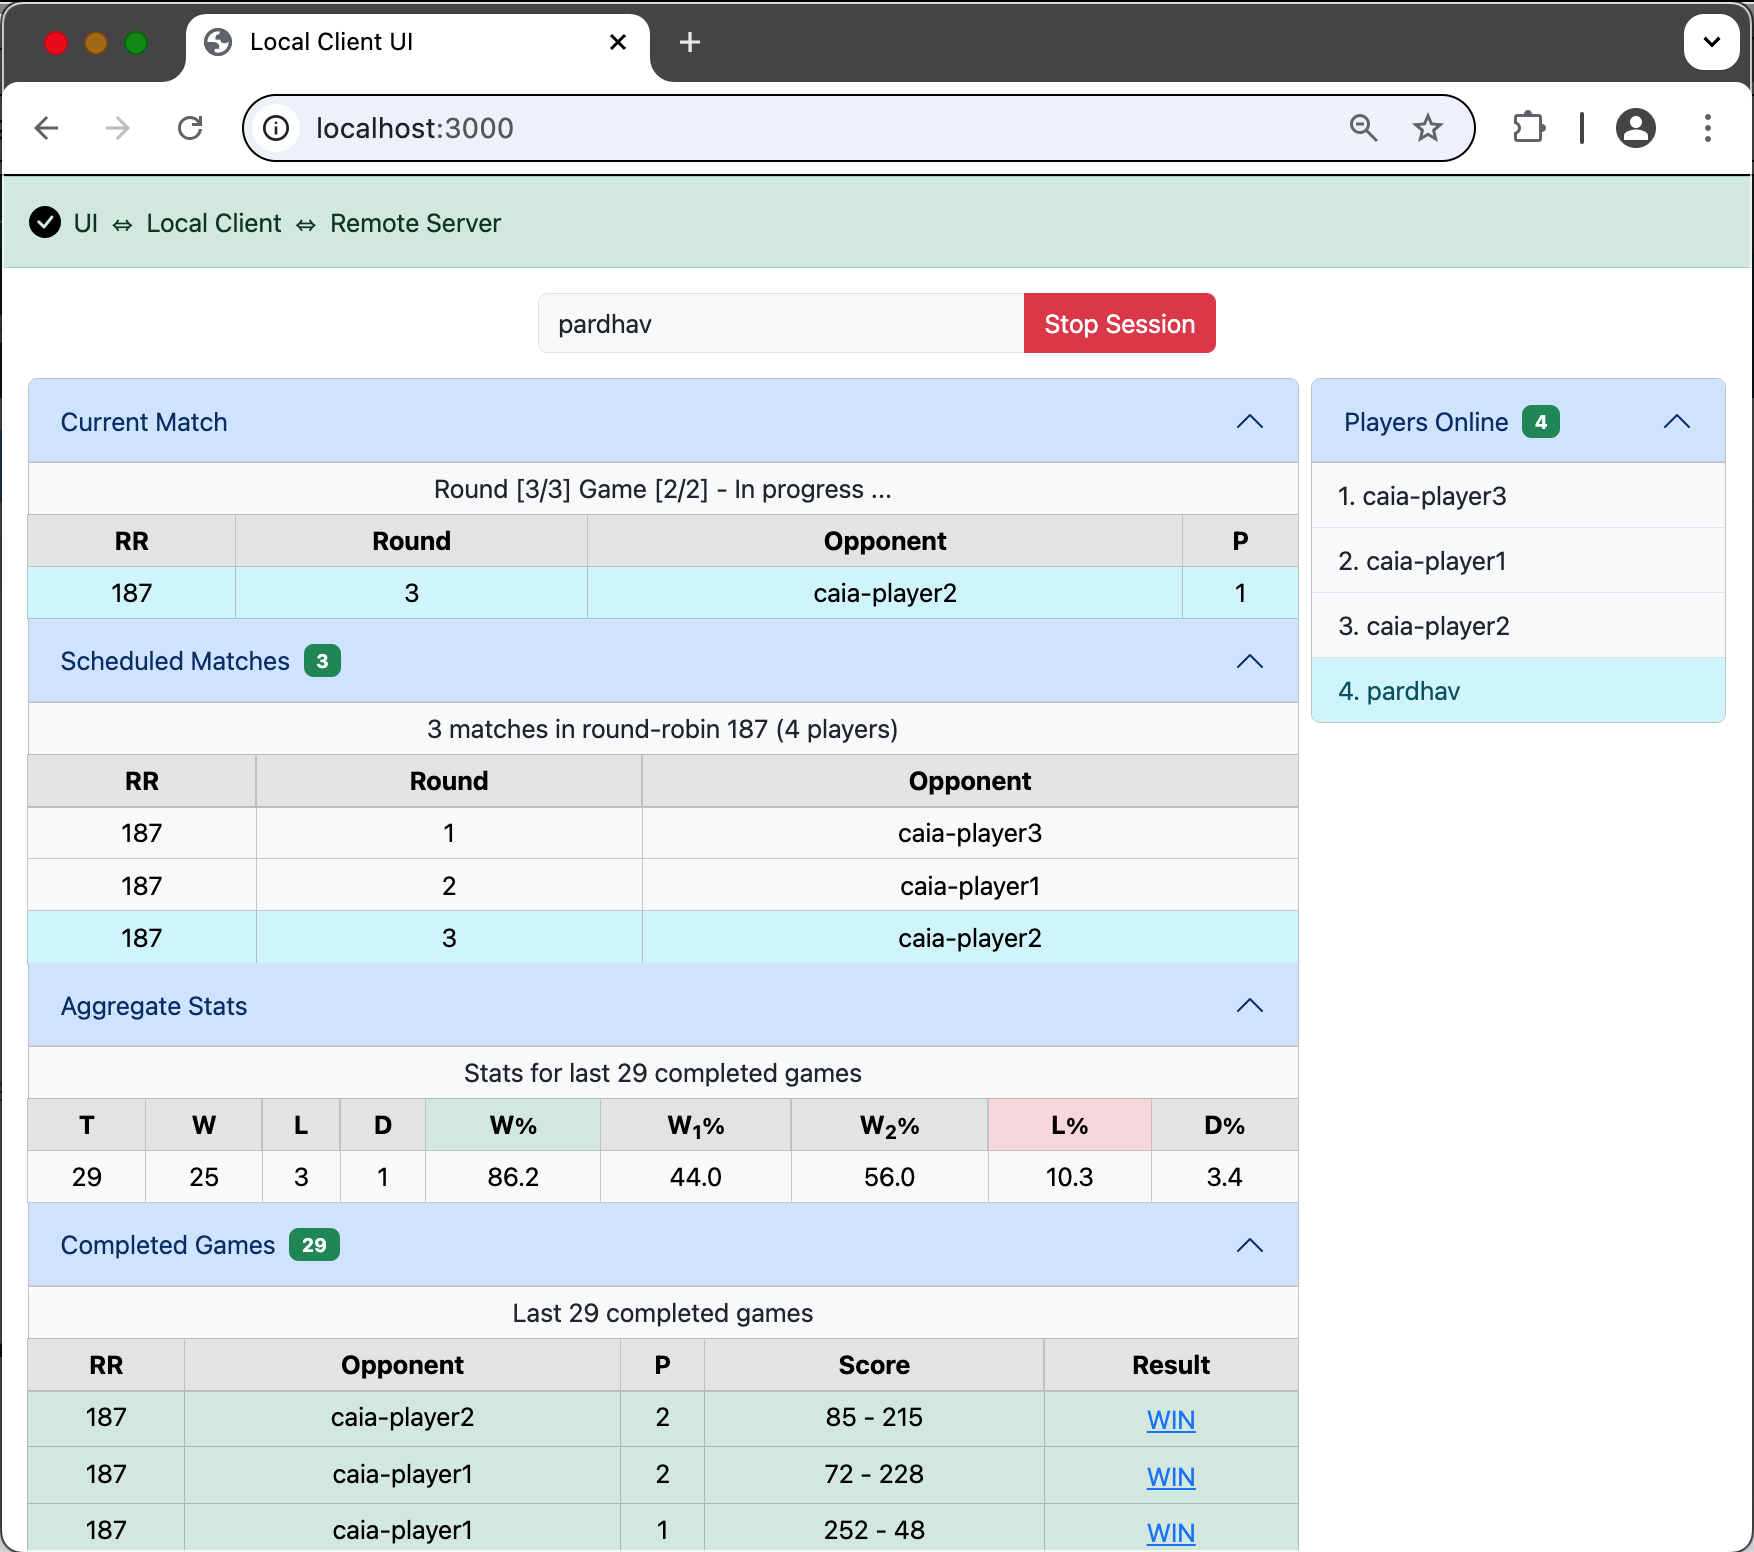 Local Client UI
localhost:3000
UI ⇔ Local Client ⇔ Remote Server
pardhav Stop Session
Current Match
Round [3/3] Game [2/2] - In progress ...
RR Round Opponent P
187 3 caia-player2 1
Scheduled Matches 3
3 matches in round-robin 187 (4 players)
RR Round Opponent
187 1 caia-player3
187 2 caia-player1
187 3 caia-player2
Aggregate Stats
Stats for last 29 completed games
T W L D W% W₁% W₂% L% D%
29 25 3 1 86.2 44.0 56.0 10.3 3.4
Completed Games 29
Last 29 completed games
RR Opponent P Score Result
187 caia-player2 2 85 - 215 WIN
187 caia-player1 2 72 - 228 WIN
187 caia-player1 1 252 - 48 WIN
Players Online 4
1. caia-player3
2. caia-player1
3. caia-player2
4. pardhav